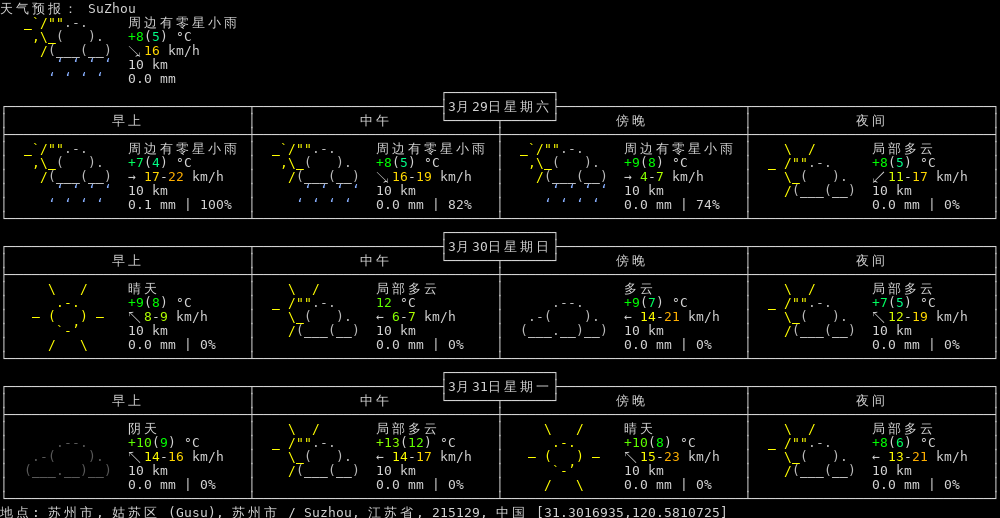 天气预报: SuZhou
周边有零星小雨
+8(5) °C
↘16 km/h
10 km
0.0 mm
3月29日星期六
早上 中午 傍晚 夜间
周边有零星小雨 周边有零星小雨 周边有零星小雨 局部多云
+7(4) °C +8(5) °C +9(8) °C +8(5) °C
→ 17-22 km/h ↘16-19 km/h → 4-7 km/h ↙11-17 km/h
10 km 10 km 10 km 10 km
0.1 mm | 100% 0.0 mm | 82% 0.0 mm | 74% 0.0 mm | 0%
3月30日星期日
早上 中午 傍晚 夜间
晴天 局部多云 多云 局部多云
+9(8) °C 12 °C +9(7) °C +7(5) °C
↖8-9 km/h ← 6-7 km/h ← 14-21 km/h ↖12-19 km/h
10 km 10 km 10 km 10 km
0.0 mm | 0% 0.0 mm | 0% 0.0 mm | 0% 0.0 mm | 0%
3月31日星期一
早上 中午 傍晚 夜间
阴天 局部多云 晴天 局部多云
+10(9) °C +13(12) °C +10(8) °C +8(6) °C
↖14-16 km/h ← 14-17 km/h ↖15-23 km/h ← 13-21 km/h
10 km 10 km 10 km 10 km
0.0 mm | 0% 0.0 mm | 0% 0.0 mm | 0% 0.0 mm | 0%
地点: 苏州市, 姑苏区 (Gusu), 苏州市 / Suzhou, 江苏省, 215129, 中国 [31.3016935,120.5810725]